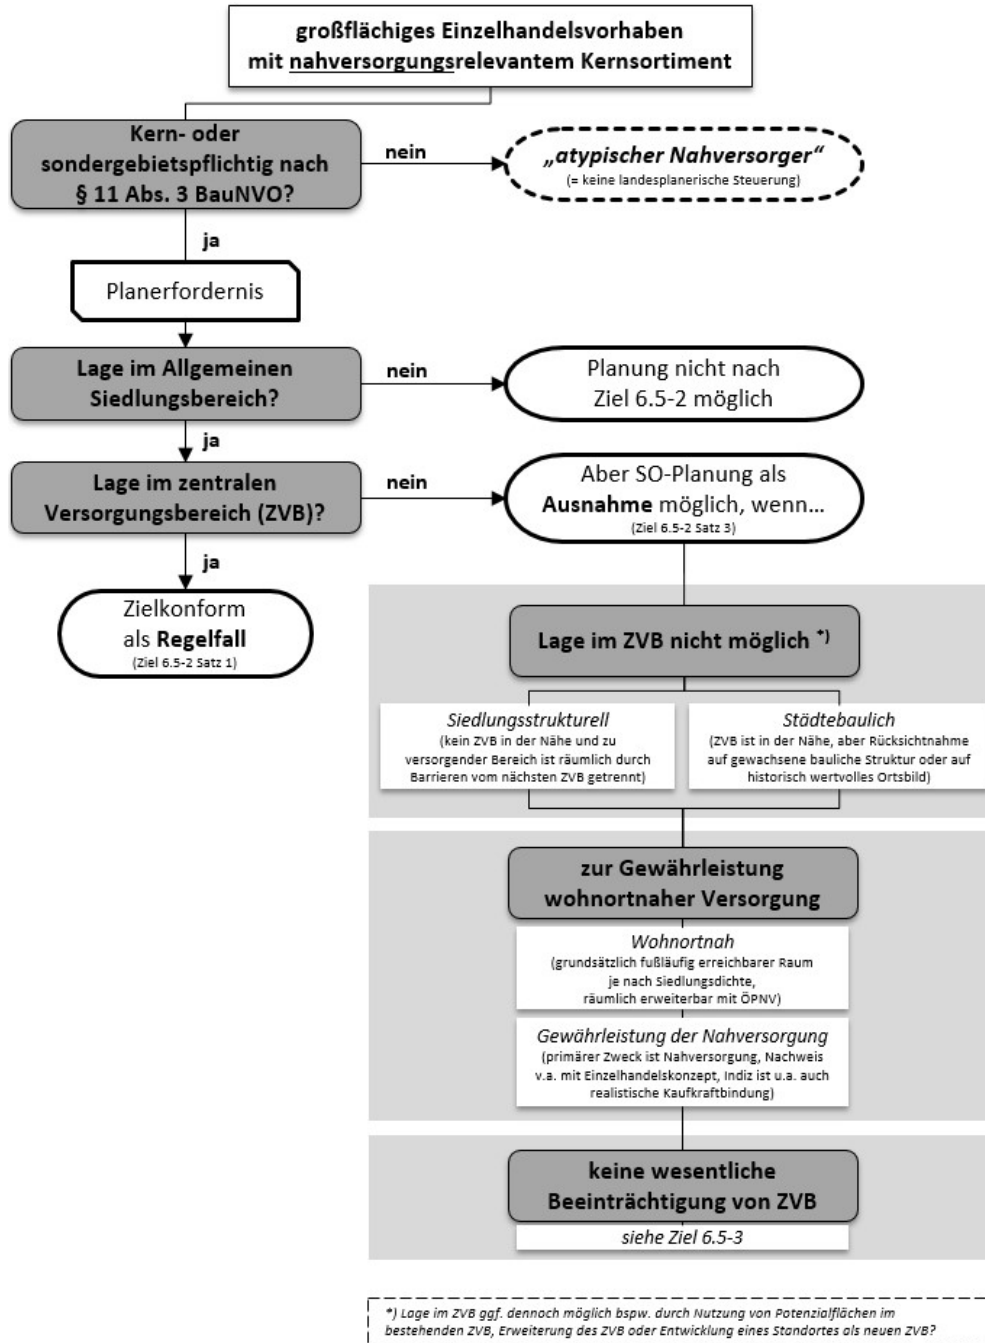 großflächiges Einzelhandelsvorhaben
mit nahversorgungsrelevantem Kernsortiment
Kern- oder
sondergebietspflichtig nach
§ 11 Abs. 3 BauNVO?
nein
„atypischer Nahversorger“
(= keine landesplanerische Steuerung)
ja
Planerfordernis
Lage im Allgemeinen
Siedlungsbereich?
nein
Planung nicht nach
Ziel 6.5-2 möglich
ja
Lage im zentralen
Versorgungsbereich (ZVB)?
nein
Aber SO-Planung als
Ausnahme möglich, wenn...
(Ziel 6.5-2 Satz 3)
ja
Zielkonform
als Regelfall
(Ziel 6.5-2 Satz 1)
Lage im ZVB nicht möglich *)
Siedlungsstrukturell
(kein ZVB in der Nähe und zu
versorgender Bereich ist räumlich durch
Barrieren vom nächsten ZVB getrennt)
Städtebaulich
(ZVB ist in der Nähe, aber Rücksichtnahme
auf gewachsene bauliche Struktur oder auf
historisch wertvolles Ortsbild)
zur Gewährleistung
wohnortnaher Versorgung
Wohnortnah
(grundsätzlich fußläufig erreichbarer Raum
je nach Siedlungsdichte,
räumlich erweiterbar mit ÖPNV)
Gewährleistung der Nahversorgung
(primärer Zweck ist Nahversorgung, Nachweis
v.a. mit Einzelhandelskonzept, Indiz ist u.a. auch
realistische Kaufkraftbindung)
keine wesentliche
Beeinträchtigung von ZVB
siehe Ziel 6.5-3
*) Lage im ZVB ggf. dennoch möglich bspw. durch Nutzung von Potenzialflächen im
bestehenden ZVB, Erweiterung des ZVB oder Entwicklung eines Standortes als neuen ZVB?